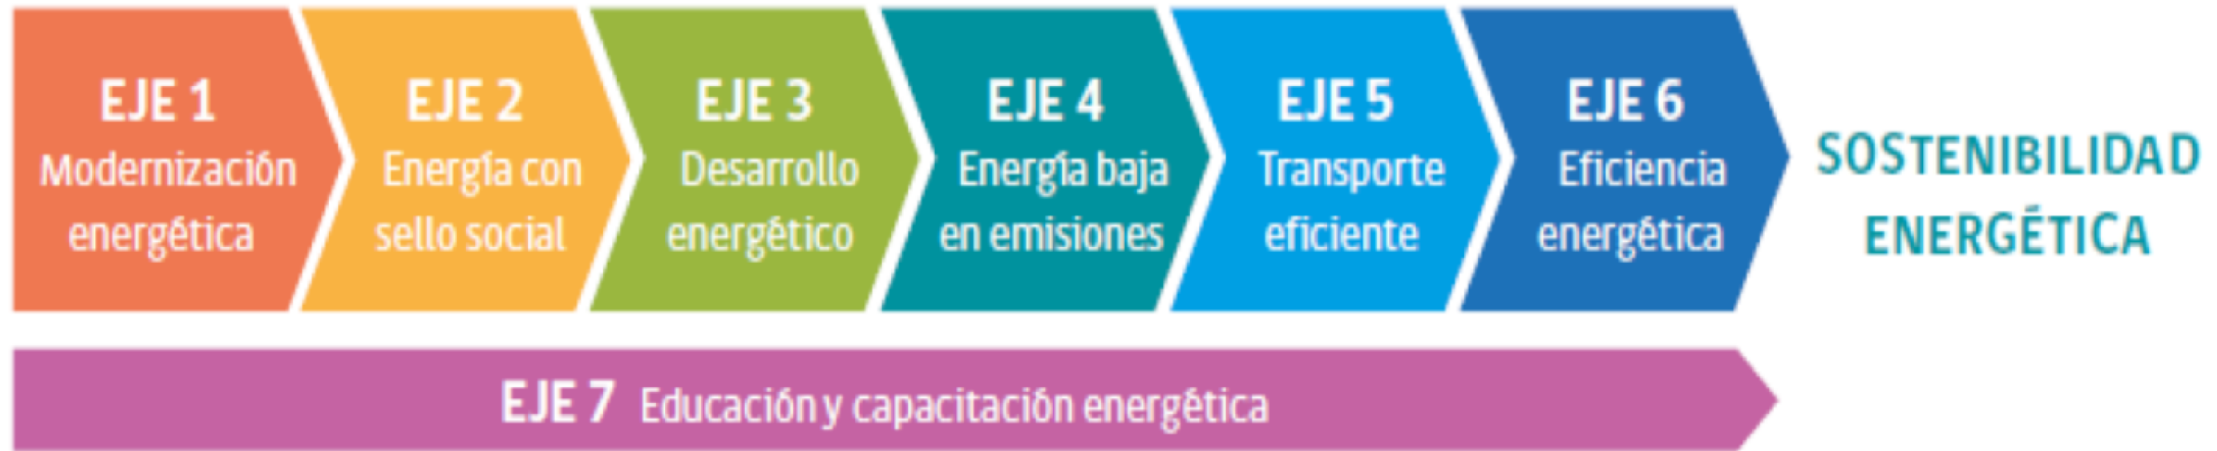 EJE 1
Modernización
energética
EJE 2
Energía con
sello social
EJE 3
Desarrollo
energético
EJE 4
Energía baja
en emisiones
EJE 5
Transporte
eficiente
EJE 6
Eficiencia
energética
SOSTENIBILIDAD
ENERGÉTICA
EJE 7 Educación y capacitación energética